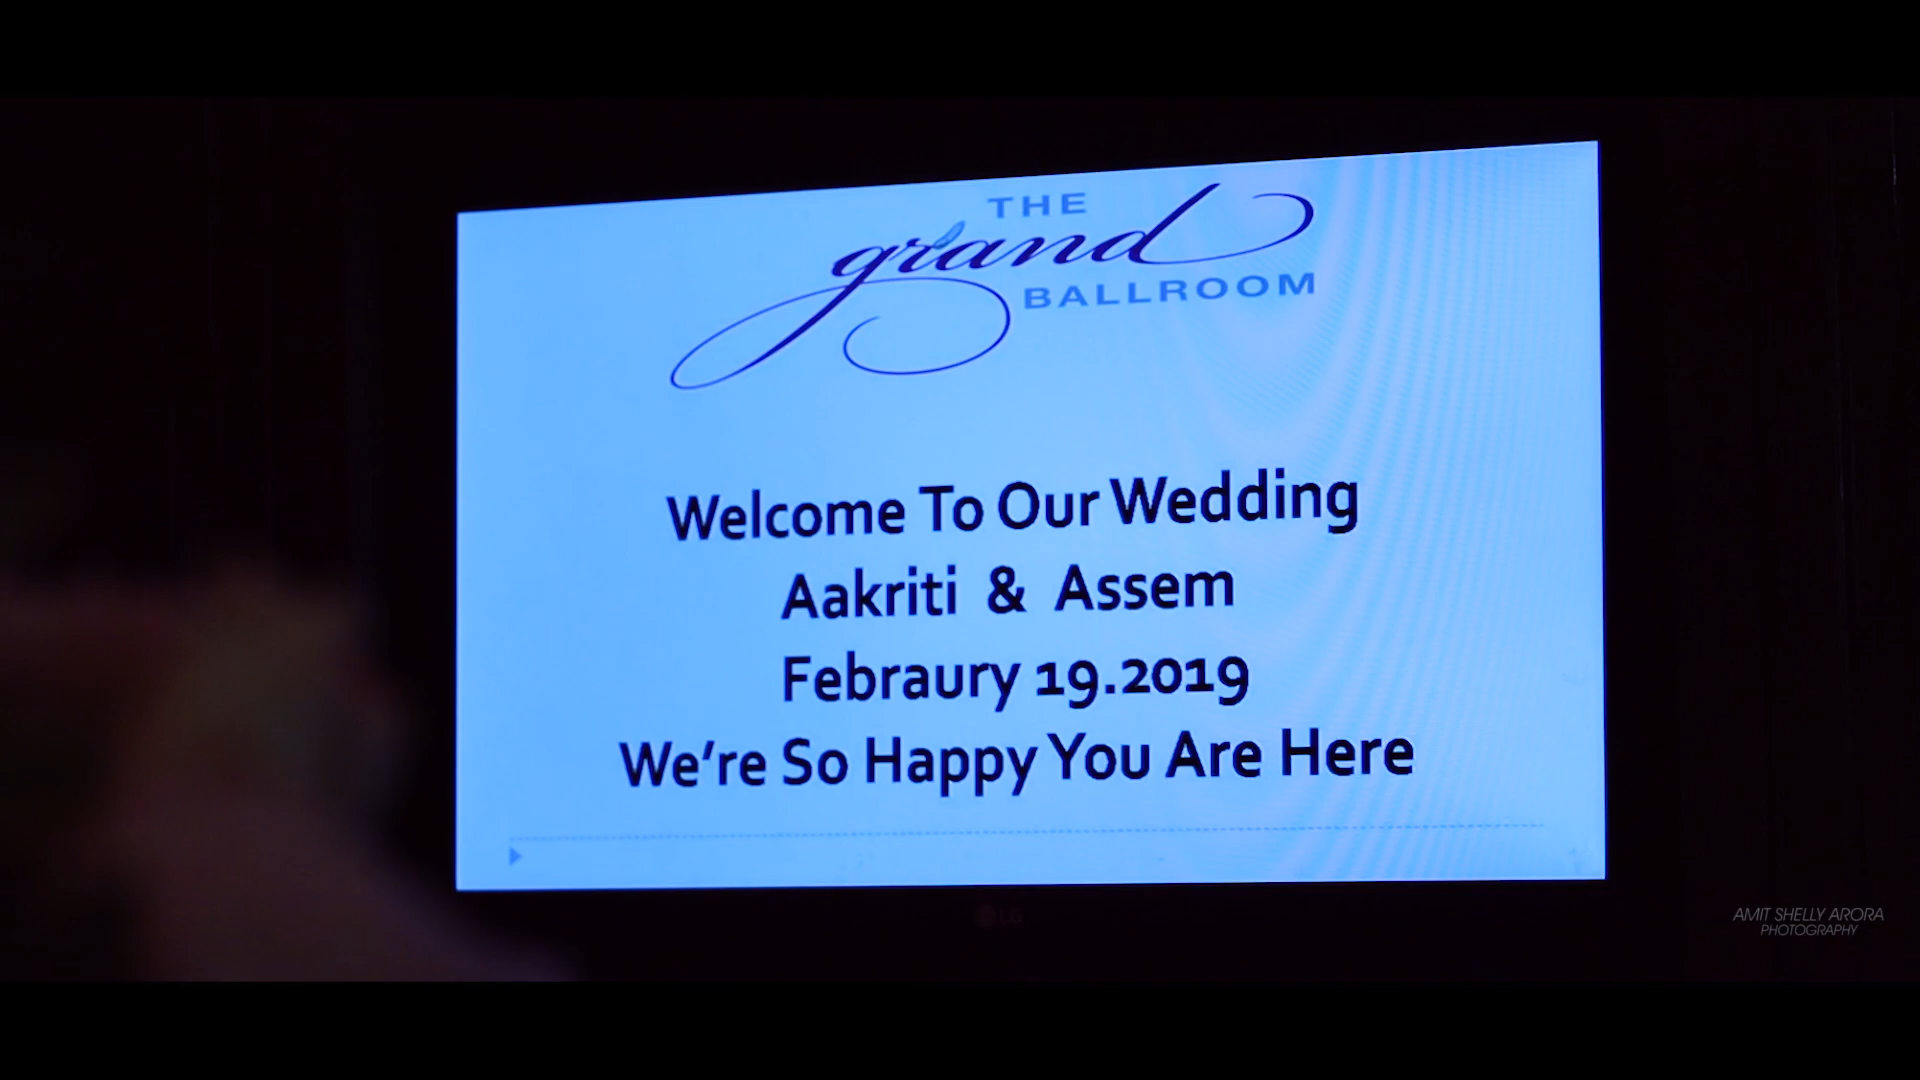 THE
grand
BALLROOM
Welcome To Our Wedding
Aakriti & Assem
Febraury 19.2019
We're So Happy You Are Here
LG
AMIT SHELLY ARORA
PHOTOGRAPHY